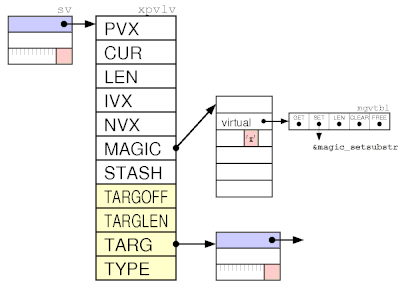 sv
xpvlv
PVX
CUR
LEN
IVX
NVX
MAGIC
STASH
TARGOFF
TARGLEN
TARG
TYPE
virtual
'x'
mgvtbl
GET SET LEN CLEAR FREE
&magic_setsubstr